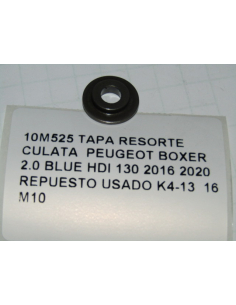 10M525 TAPA RESORTE
CULATA PEUGEOT BOXER
2.0 BLUE HDI 130 2016 2020
REPUESTO USADO K4-13 16
M10